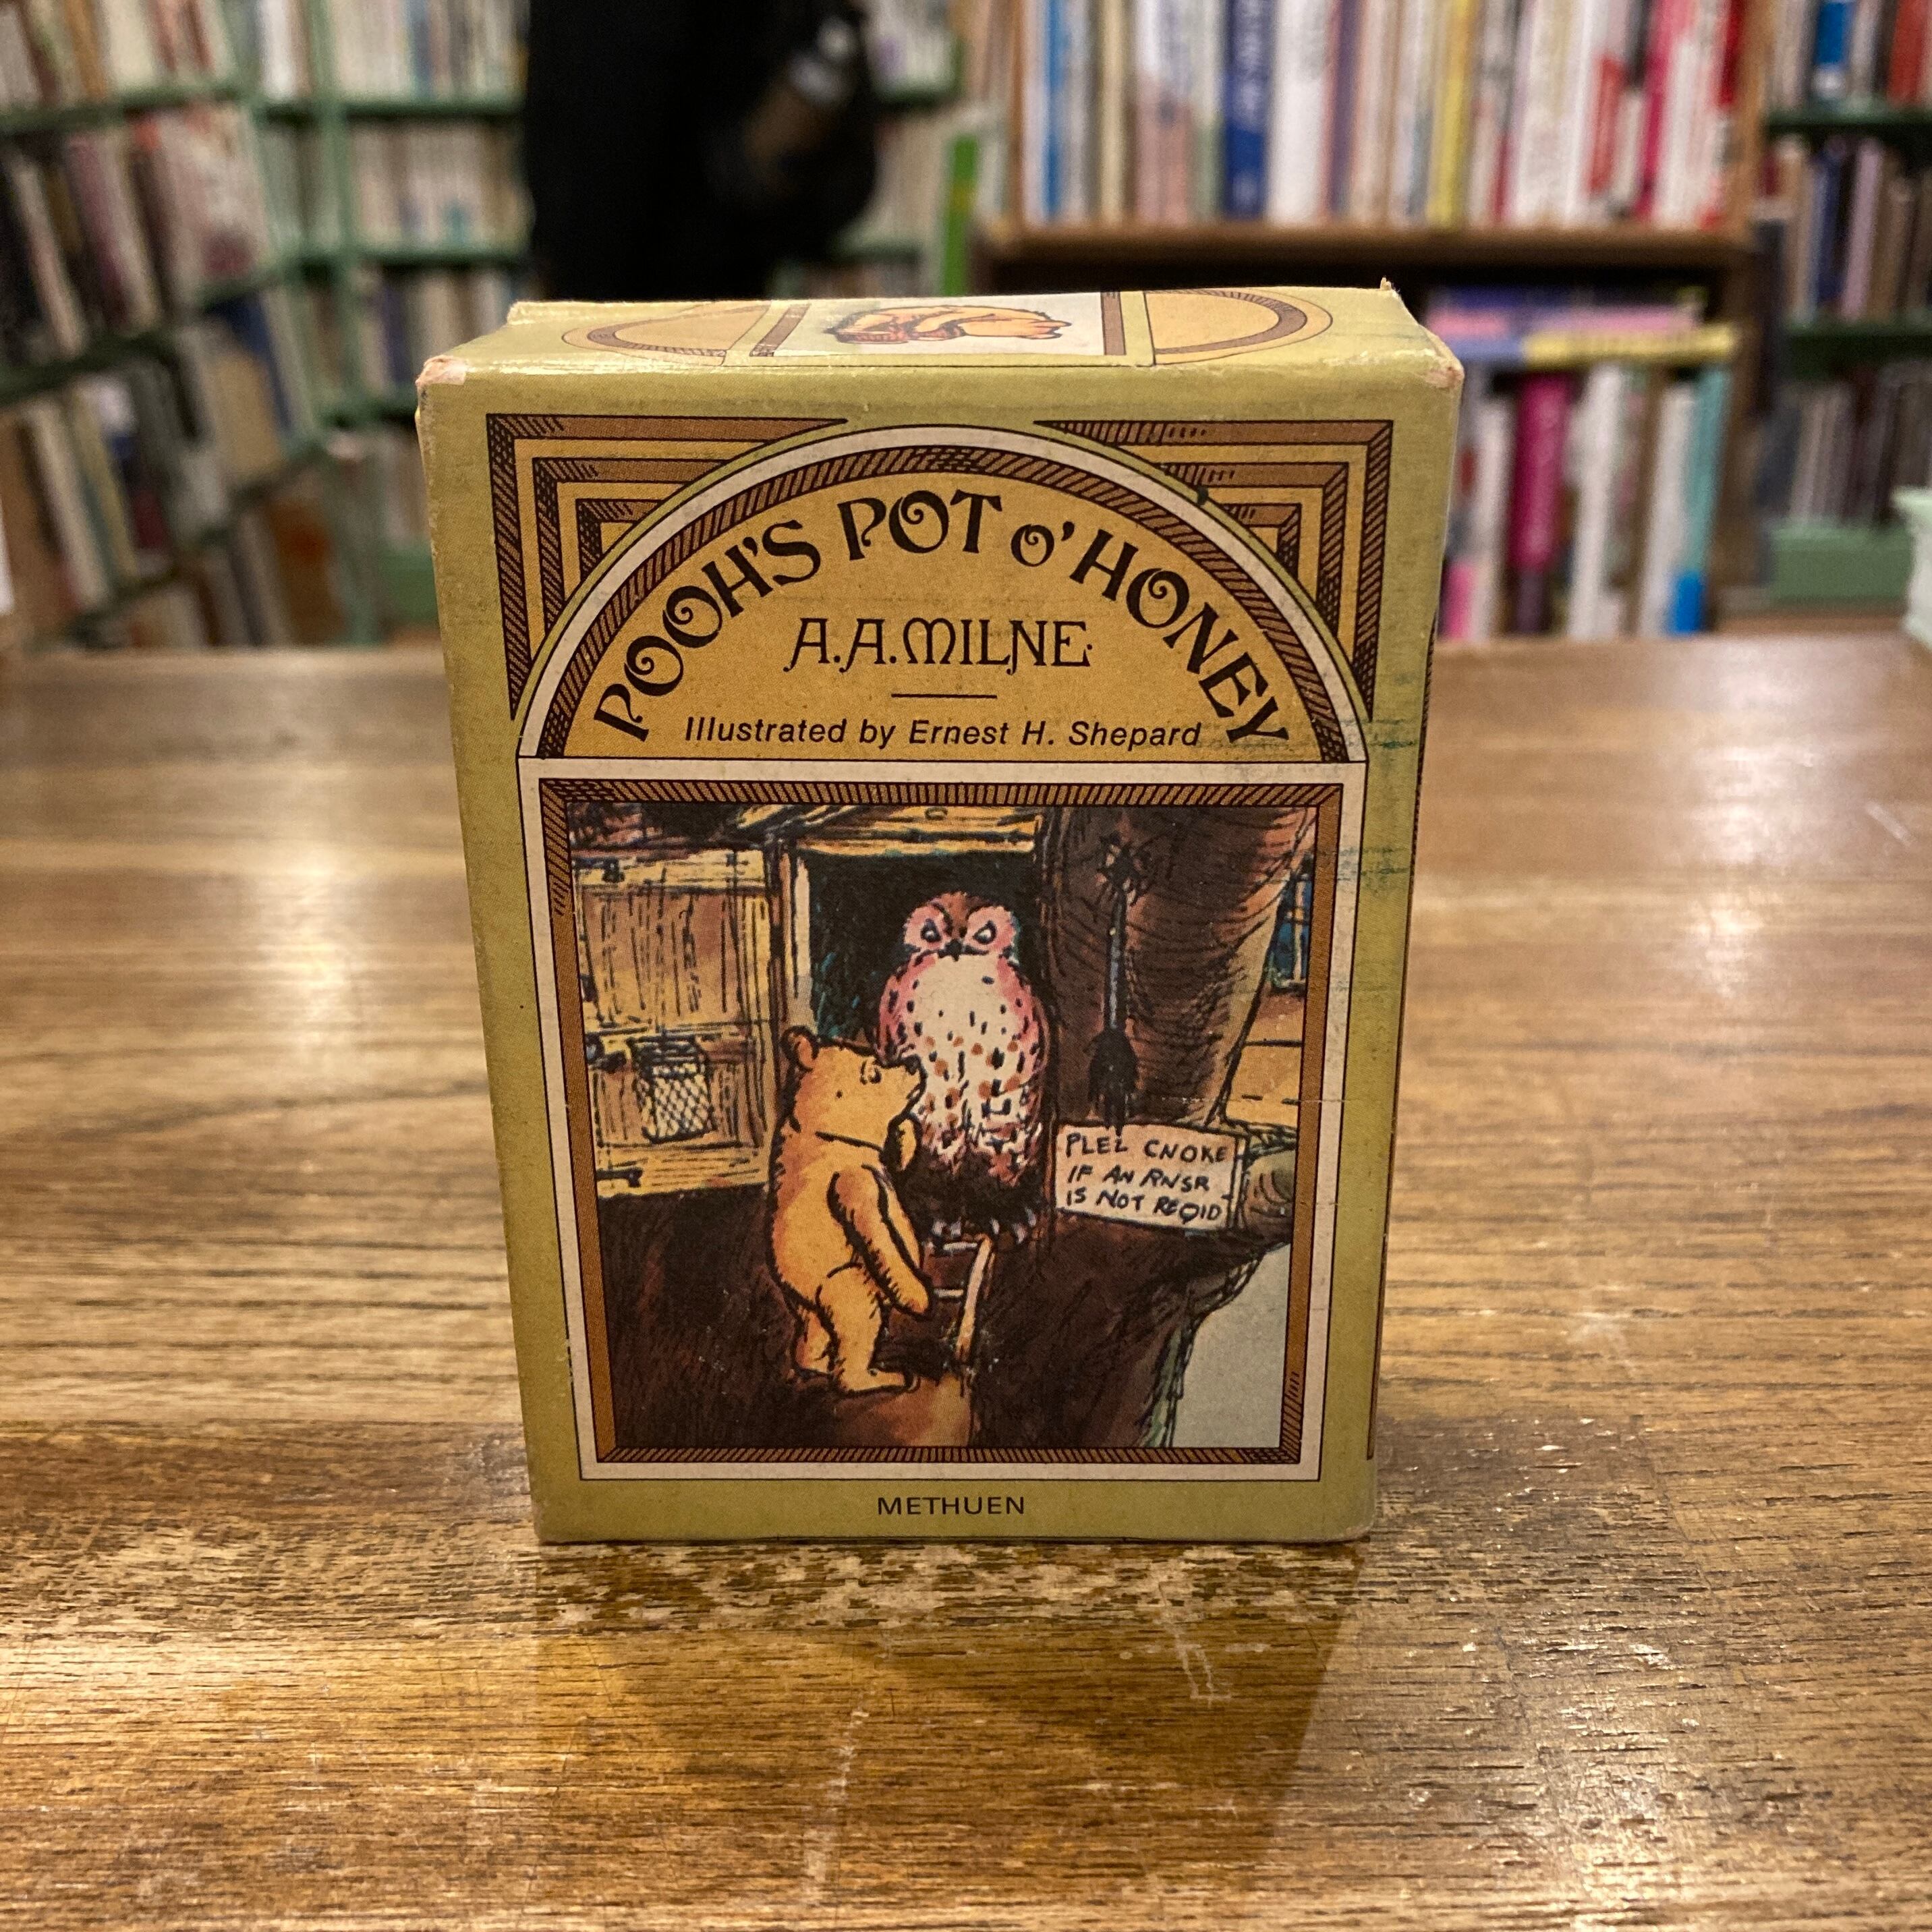 POOH'S POT O' HONEY
A.A.MILNE
Illustrated by Ernest H. Shepard
PLEZ CNOKE
IF AN RNSR
IS NOT REQID
METHUEN